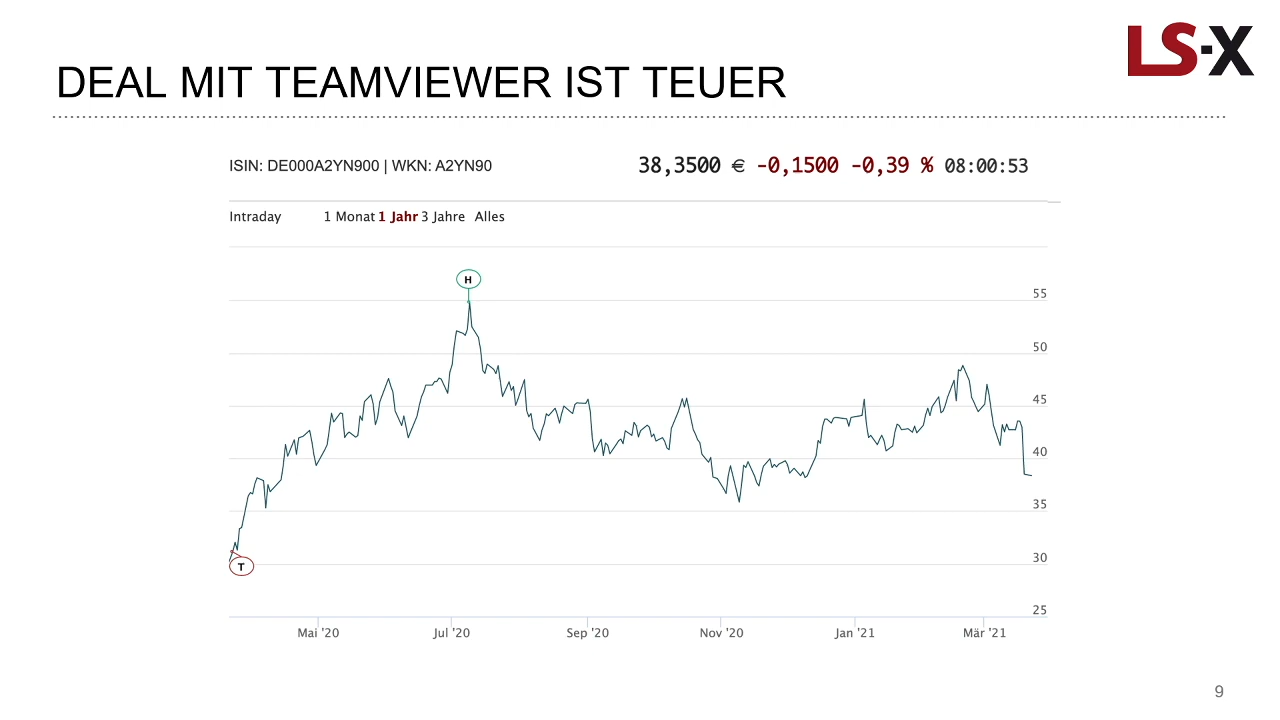 LS-X
DEAL MIT TEAMVIEWER IST TEUER
ISIN: DE000A2YN900 | WKN: A2YN90
38,3500 € -0,1500 -0,39 % 08:00:53
Intraday 1 Monat 1 Jahr 3 Jahre Alles
H
55
50
45
40
35
30
T
25
Mai '20 Jul '20 Sep '20 Nov '20 Jan '21 Mär '21
9